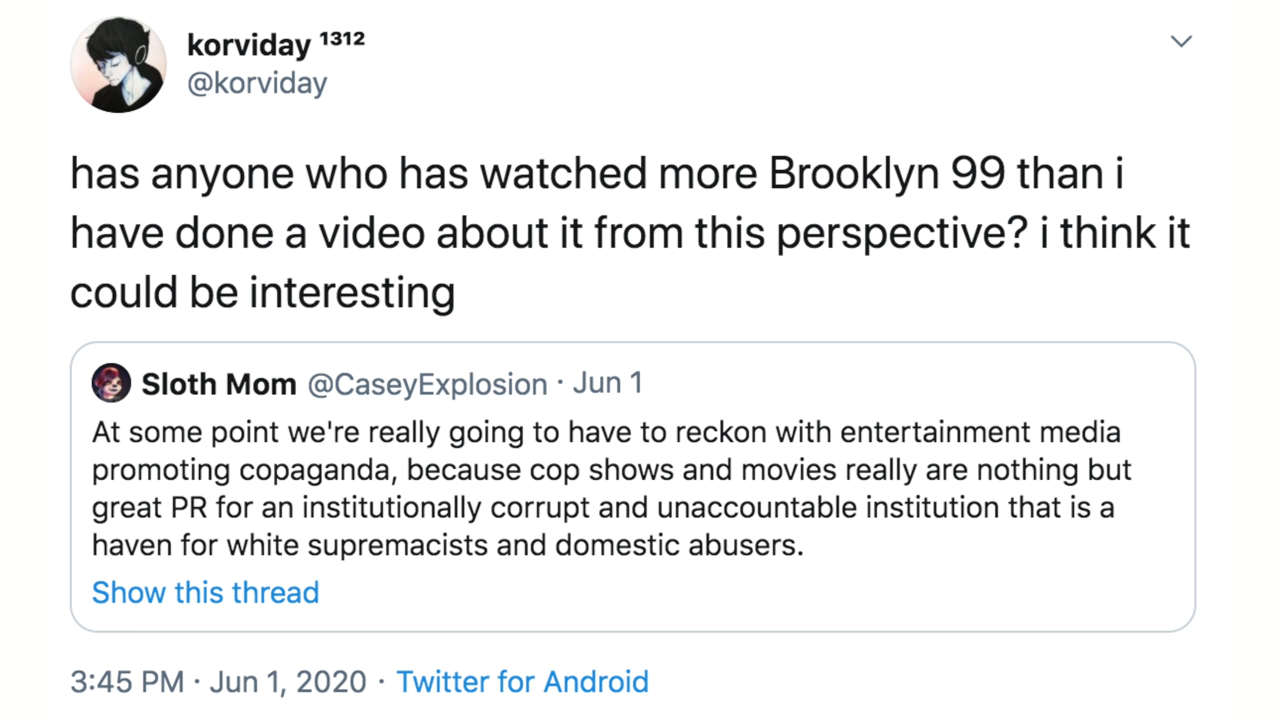 korviday ¹³¹²
@korviday
has anyone who has watched more Brooklyn 99 than i
have done a video about it from this perspective? i think it
could be interesting
Sloth Mom @CaseyExplosion · Jun 1
At some point we're really going to have to reckon with entertainment media
promoting copaganda, because cop shows and movies really are nothing but
great PR for an institutionally corrupt and unaccountable institution that is a
haven for white supremacists and domestic abusers.
Show this thread
3:45 PM · Jun 1, 2020 · Twitter for Android